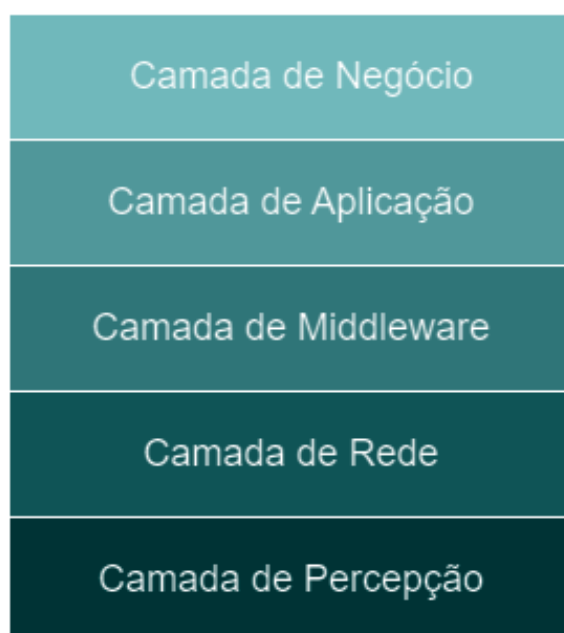 Camada de Negócio
Camada de Aplicação
Camada de Middleware
Camada de Rede
Camada de Percepção